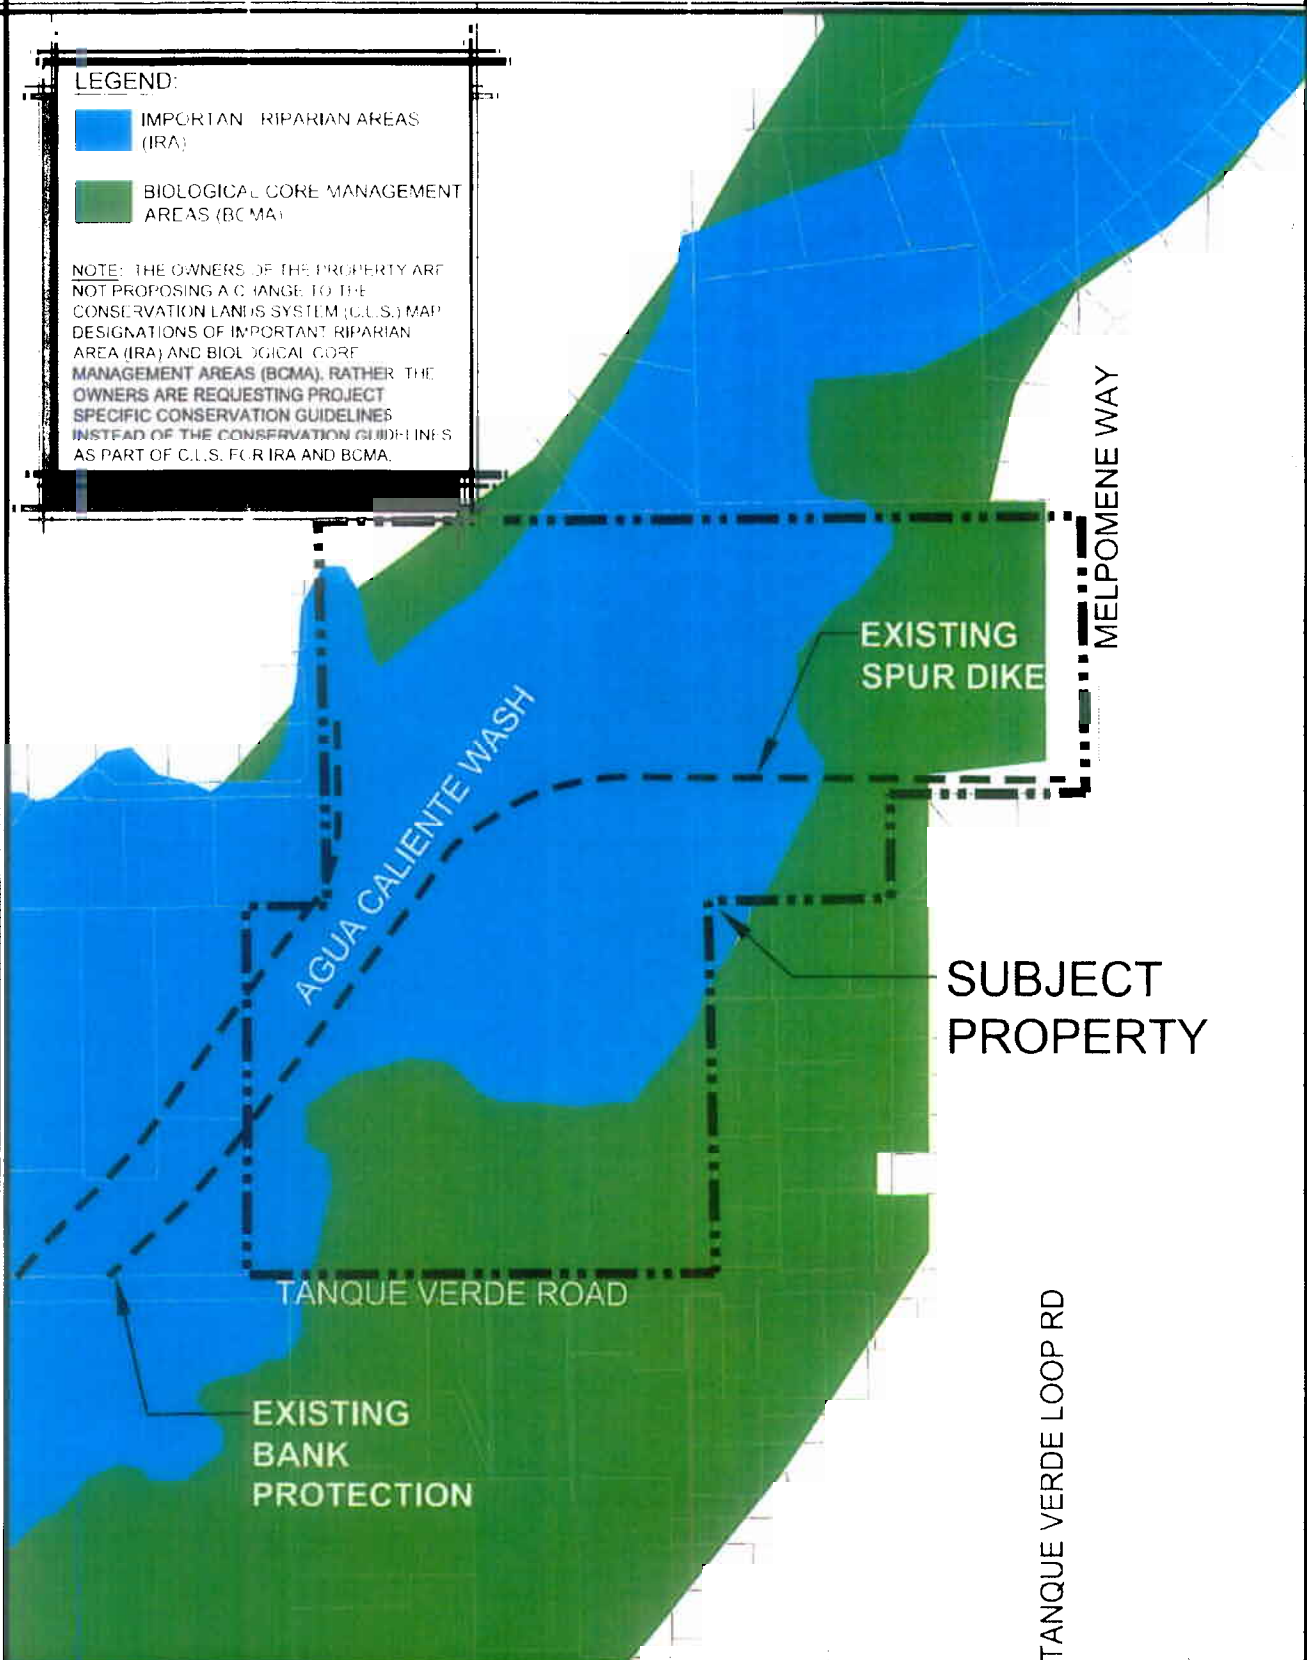 LEGEND:
IMPORTAN RIPARIAN AREAS
(IRA)
BIOLOGICAL CORE MANAGEMENT
AREAS (BCMA)
NOTE: THE OWNERS OF THE PROPERTY ARE
NOT PROPOSING A CHANGE TO THE
CONSERVATION LANDS SYSTEM (C.L.S.) MAP
DESIGNATIONS OF IMPORTANT RIPARIAN
AREA (IRA) AND BIOLOGICAL CORE
MANAGEMENT AREAS (BCMA). RATHER THE
OWNERS ARE REQUESTING PROJECT
SPECIFIC CONSERVATION GUIDELINES
INSTEAD OF THE CONSERVATION GUIDELINES
AS PART OF C.L.S. FOR IRA AND BCMA.
MELPOMENE WAY
EXISTING
SPUR DIKE
AGUA CALIENTE WASH
SUBJECT
PROPERTY
TANQUE VERDE ROAD
EXISTING
BANK
PROTECTION
TANQUE VERDE LOOP RD